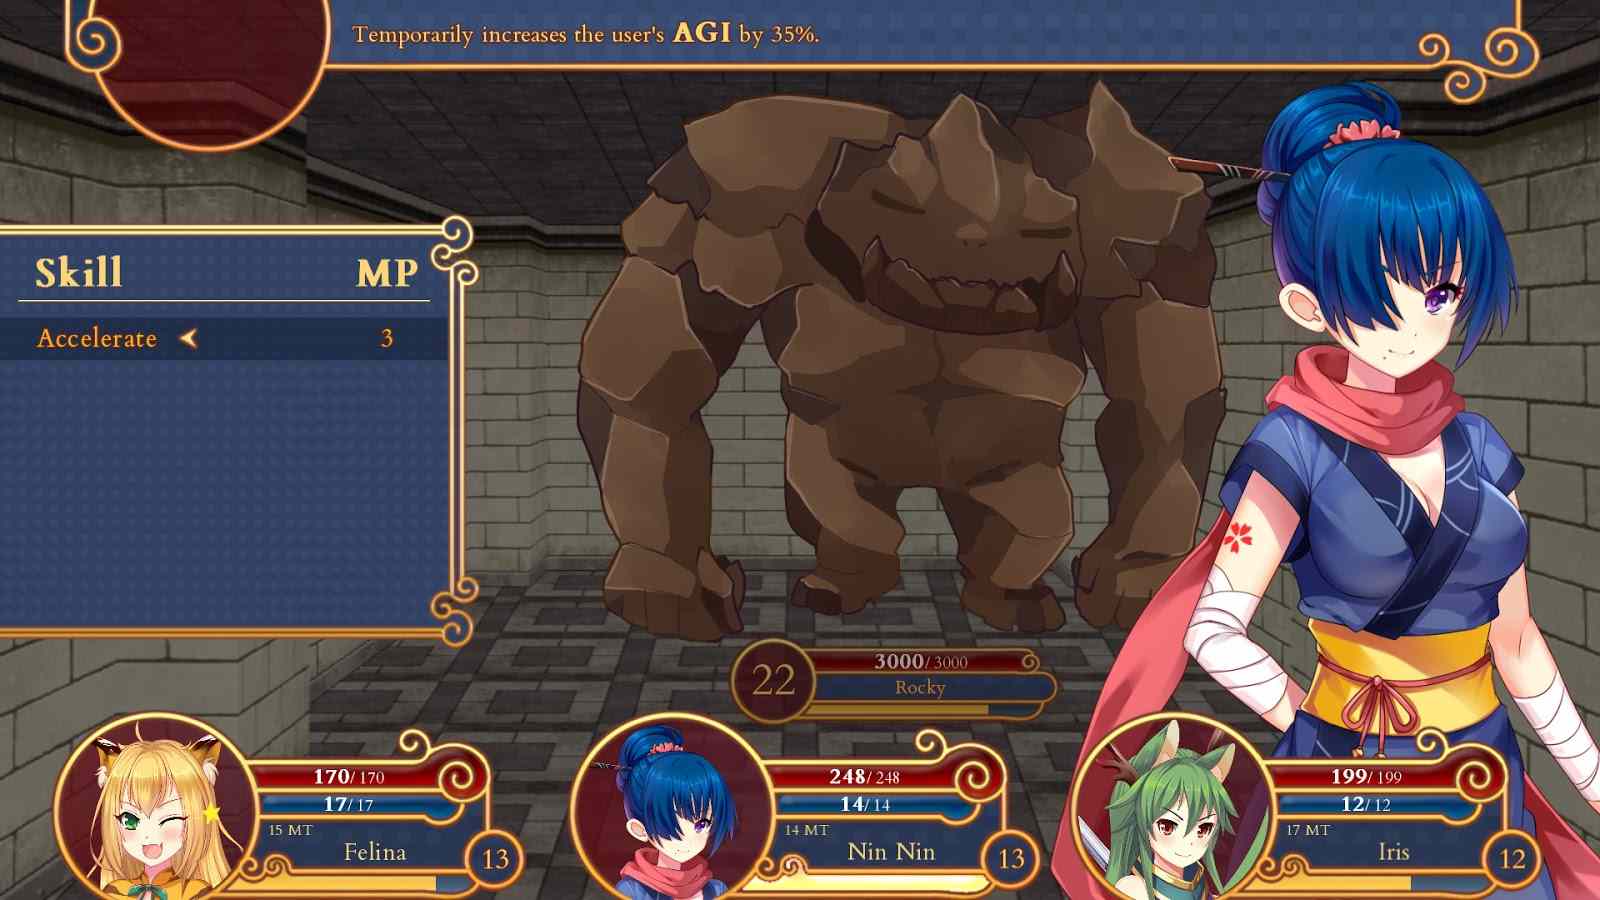 Temporarily increases the user's AGI by 35%.
Skill MP
Accelerate 3
22
3000/ 3000
Rocky
170/ 170
17/ 17
15 MT
Felina
13
248/ 248
14/ 14
14 MT
Nin Nin
13
199/ 199
12/ 12
17 MT
Iris
12